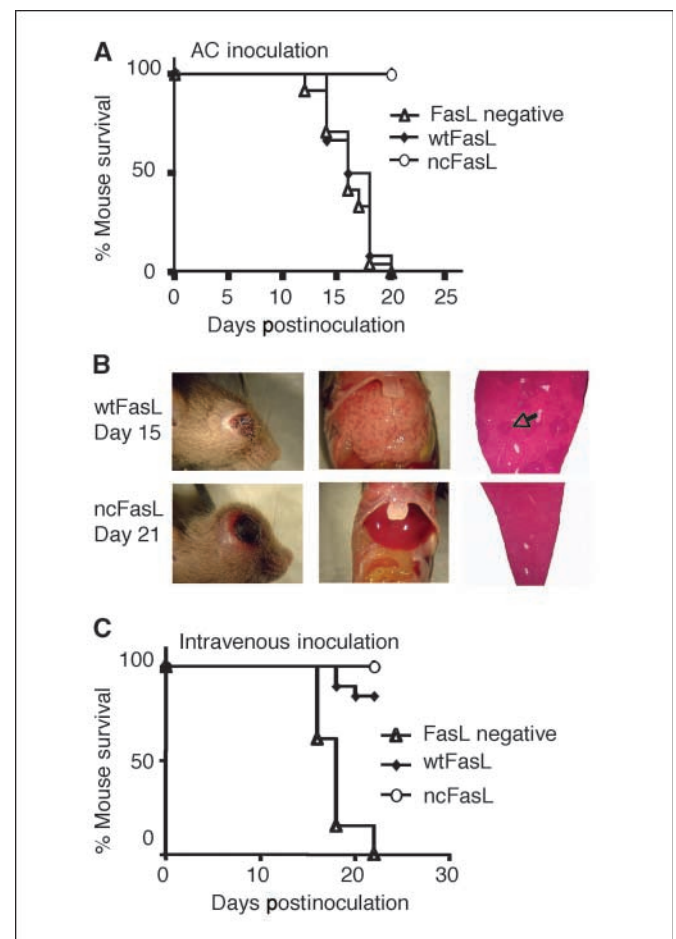 A AC inoculation
100
50
0
% Mouse survival
FasL negative
wtFasL
ncFasL
0 5 10 15 20 25
Days postinoculation
B
wtFasL
Day 15
ncFasL
Day 21
C Intravenous inoculation
100
50
0
% Mouse survival
FasL negative
wtFasL
ncFasL
0 10 20 30
Days postinoculation